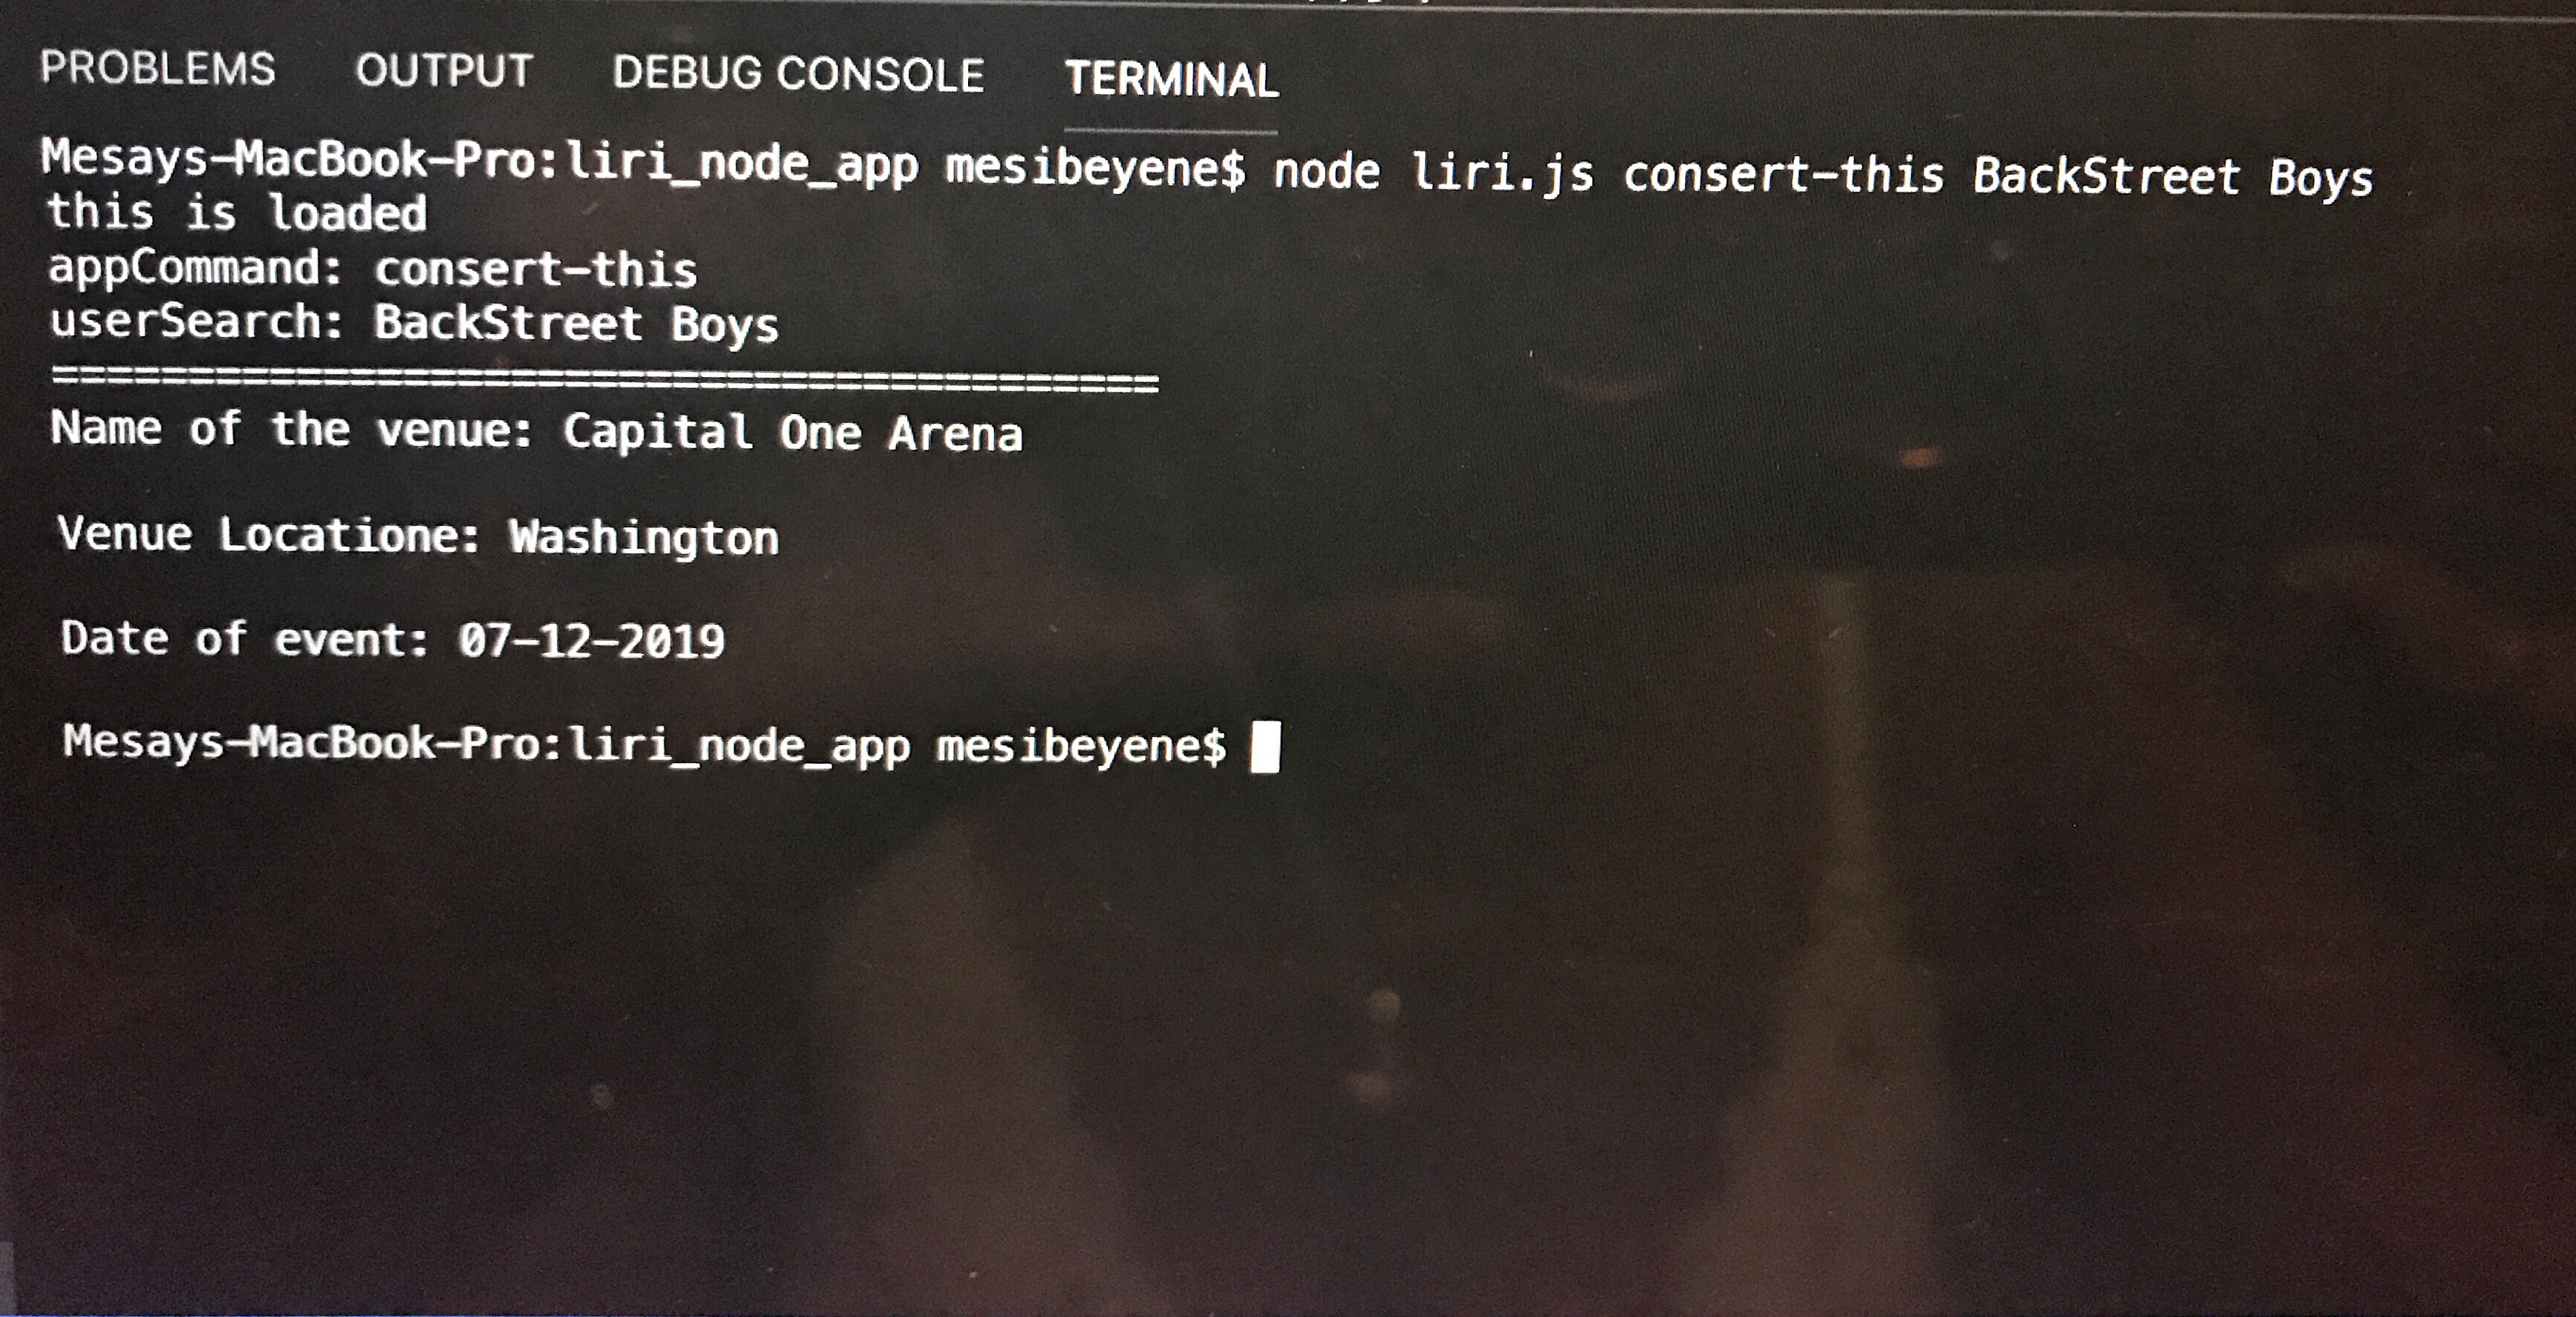 PROBLEMS OUTPUT DEBUG CONSOLE TERMINAL
Mesays-MacBook-Pro:liri_node_app mesibeyene$ node liri.js consert-this BackStreet Boys
this is loaded
appCommand: consert-this
userSearch: BackStreet Boys
=========================================
Name of the venue: Capital One Arena
Venue Locatione: Washington
Date of event: 07-12-2019
Mesays-MacBook-Pro:liri_node_app mesibeyene$